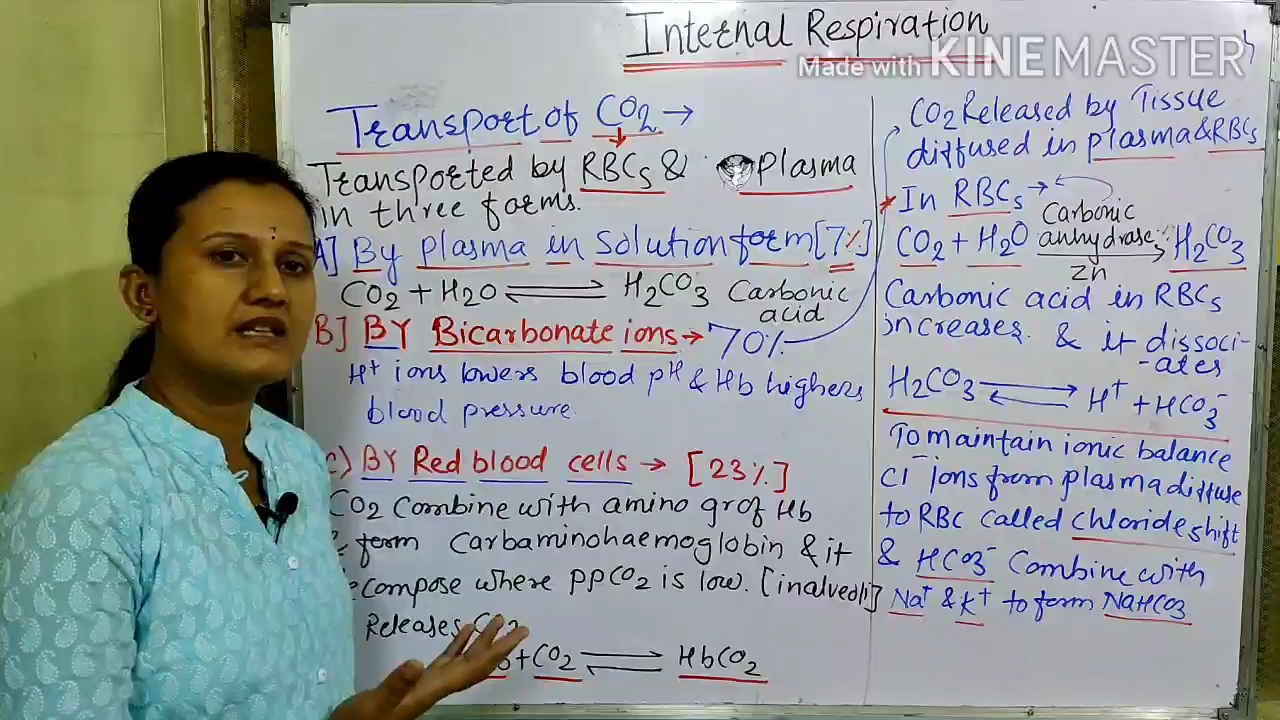 Internal Respiration
Made with KINEMASTER
Transport of CO2 →
Transported by RBCs & Plasma
in three forms.
A] By plasma in solution form [7%]
CO2 + H2O ⇌ H2CO3 Carbonic
acid
B] BY Bicarbonate ions → 70%
H+ ions lowers blood pH & Hb highers
blood pressure
C) BY Red blood cells → [23%]
CO2 Combine with amino gr of Hb
& form Carbaminohaemoglobin & it
ecompose where ppCO2 is low. [in alveoli]
Releases CO2
+ CO2 ⇌ HbCO2
CO2 Released by Tissue
diffused in plasma & RBCs
* In RBCs →
CO2 + H2O Carbonic anhydrase Zn → H2CO3
Carbonic acid in RBCs
increases. & it dissoci-
-ates
H2CO3 ⇌ H+ + HCO3-
To maintain ionic balance
Cl- ions from plasma diffuse
to RBC called chloride shift
& HCO3- Combine with
Na+ & K+ to form NaHCO3